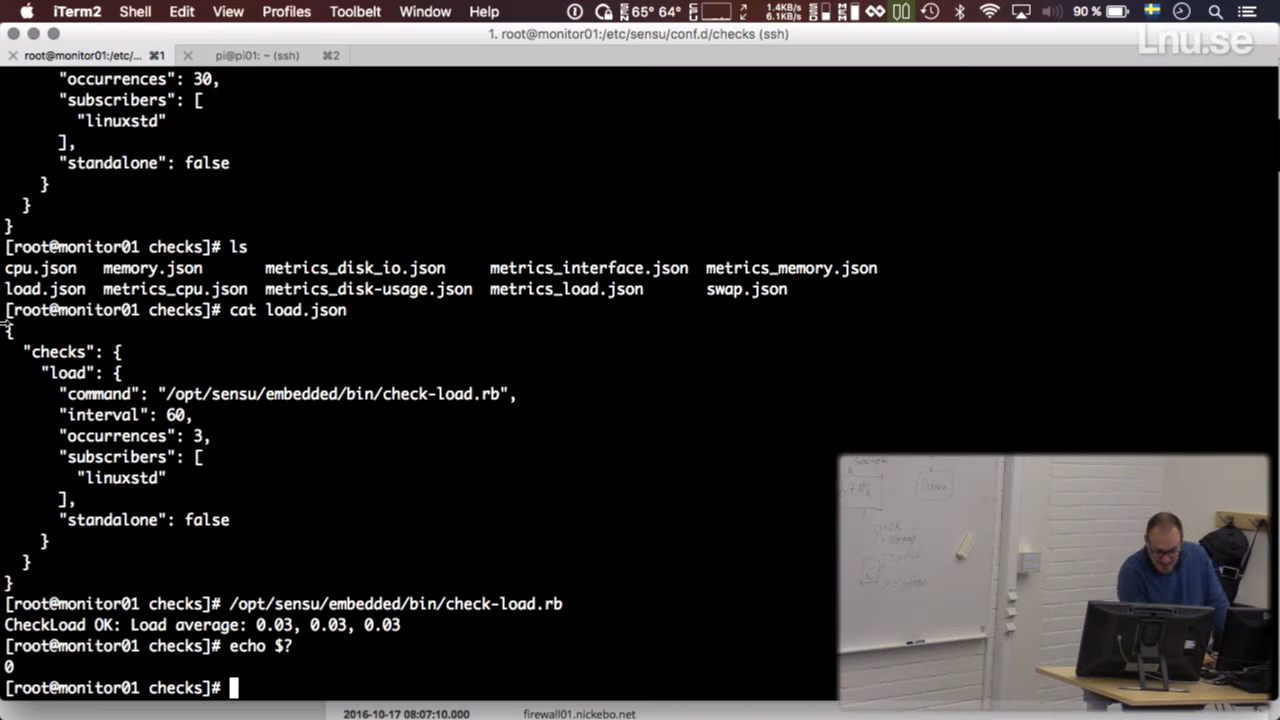 iTerm2 Shell Edit View Profiles Toolbelt Window Help 65° 64° 1.4KB/s 6.1KB/s 90 %
1. root@monitor01:/etc/sensu/conf.d/checks (ssh)
Lnu.se
root@monitor01:/etc/... ⌘1 pi@pi01: ~ (ssh) ⌘2
"occurrences": 30,
"subscribers": [
"linuxstd"
],
"standalone": false
}
}
}
[root@monitor01 checks]# ls
cpu.json memory.json metrics_disk_io.json metrics_interface.json metrics_memory.json
load.json metrics_cpu.json metrics_disk-usage.json metrics_load.json swap.json
[root@monitor01 checks]# cat load.json
{
"checks": {
"load": {
"command": "/opt/sensu/embedded/bin/check-load.rb",
"interval": 60,
"occurrences": 3,
"subscribers": [
"linuxstd"
],
"standalone": false
}
}
}
[root@monitor01 checks]# /opt/sensu/embedded/bin/check-load.rb
CheckLoad OK: Load average: 0.03, 0.03, 0.03
[root@monitor01 checks]# echo $?
0
[root@monitor01 checks]#
2016-10-17 08:07:10.000 firewall01.nickebo.net